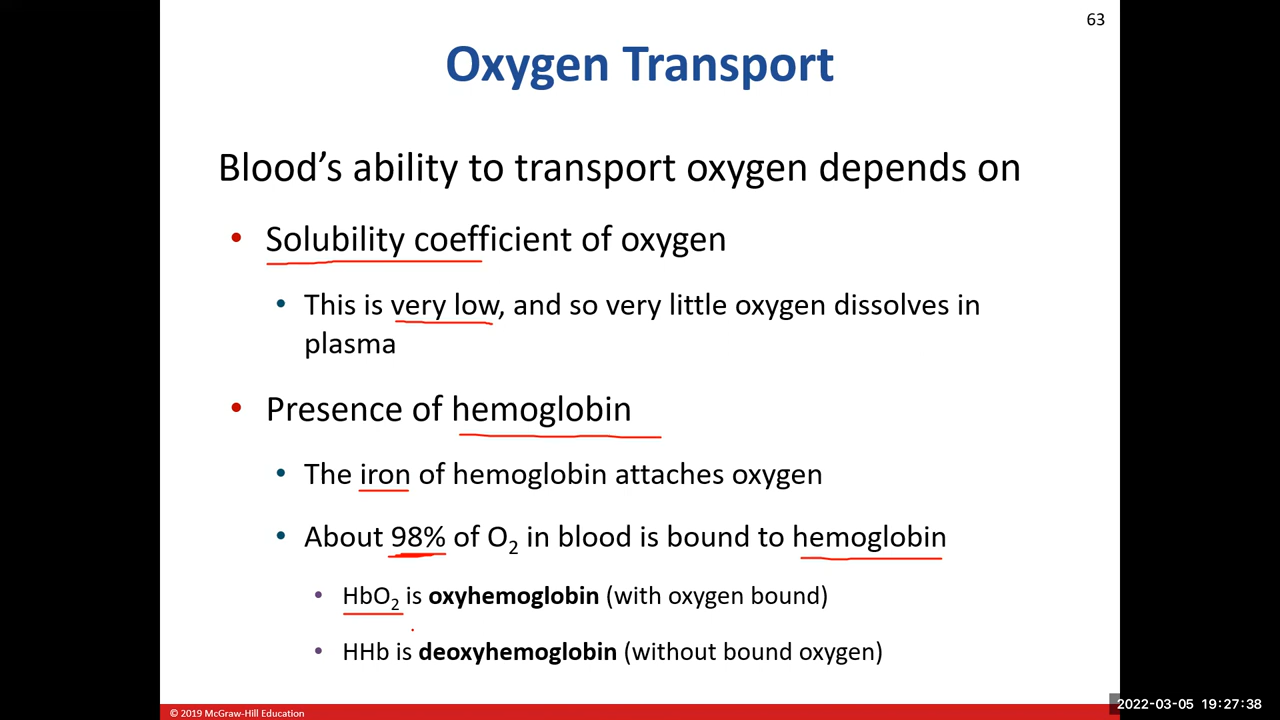 63
Oxygen Transport
Blood’s ability to transport oxygen depends on
• Solubility coefficient of oxygen
• This is very low, and so very little oxygen dissolves in
plasma
• Presence of hemoglobin
• The iron of hemoglobin attaches oxygen
• About 98% of O₂ in blood is bound to hemoglobin
• HbO₂ is oxyhemoglobin (with oxygen bound)
• HHb is deoxyhemoglobin (without bound oxygen)
© 2019 McGraw-Hill Education
2022-03-05 19:27:38